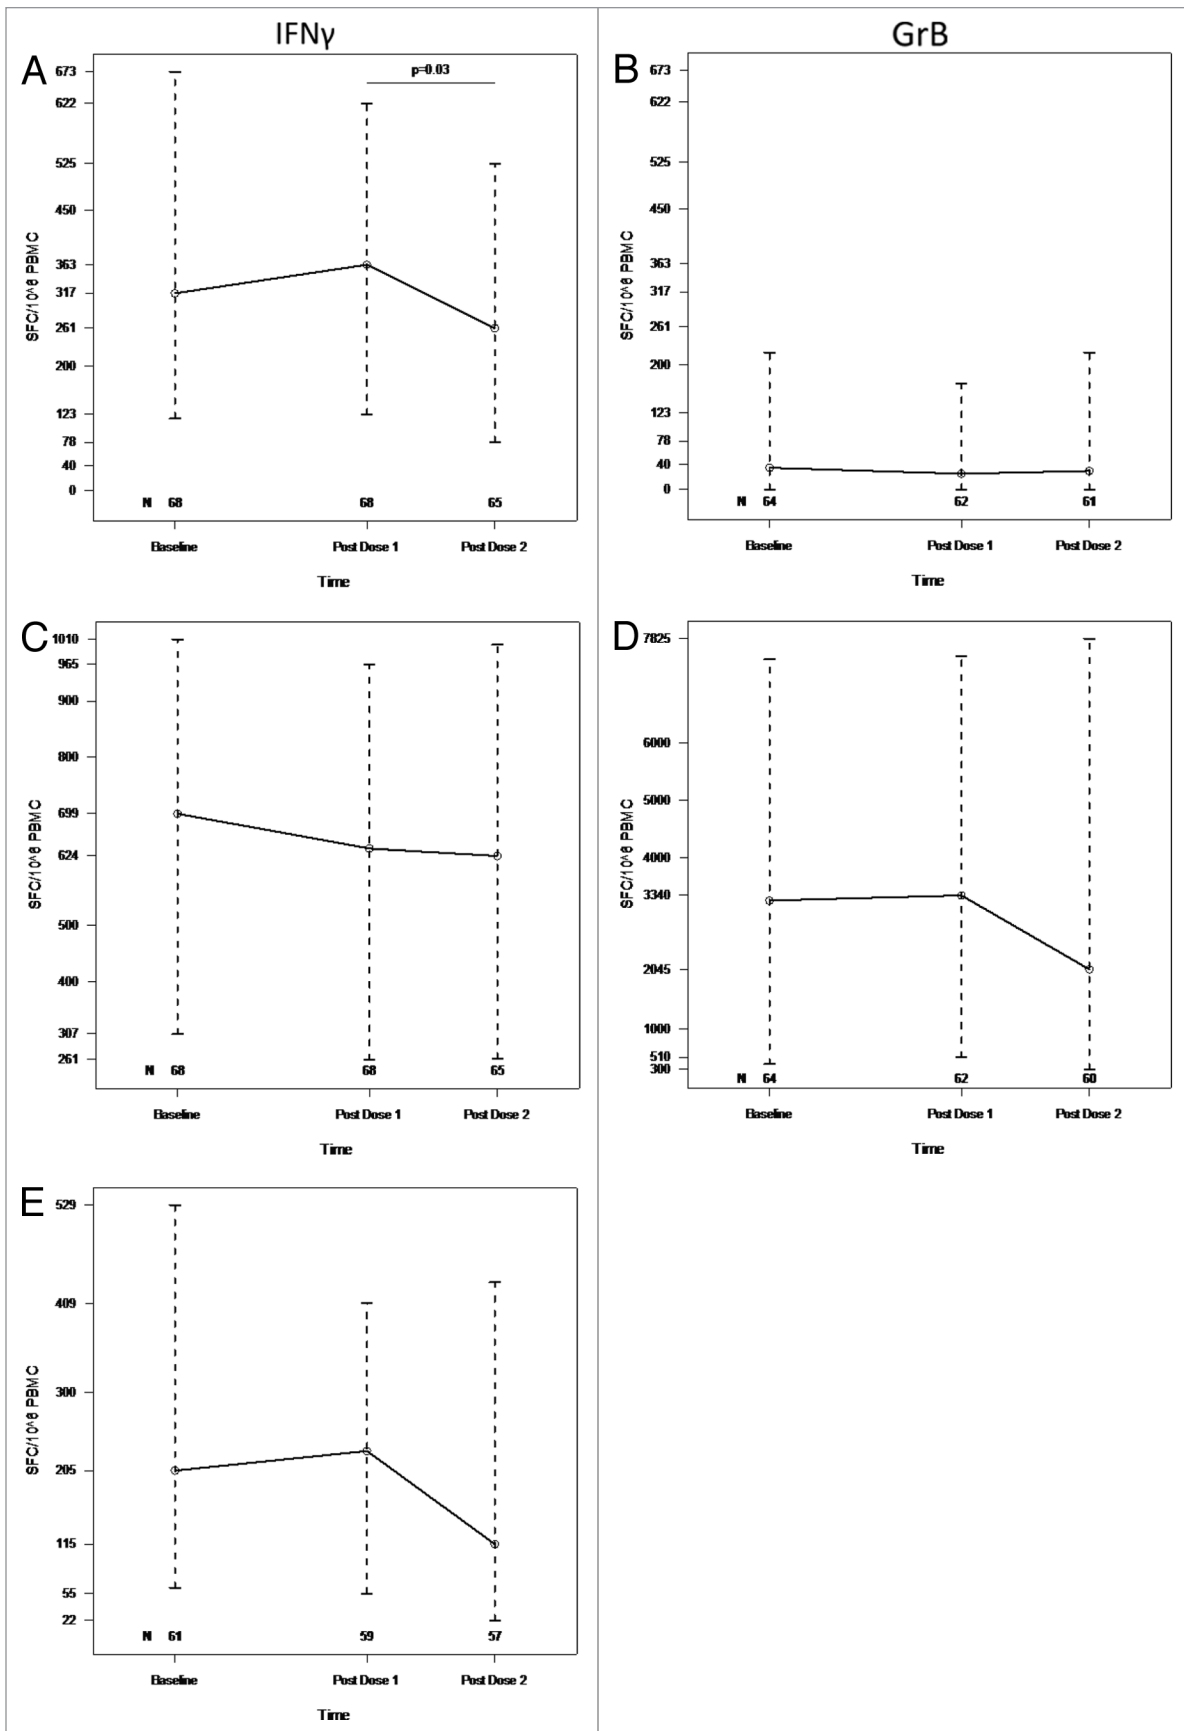 IFNγ
GrB
A
673
622
525
450
363
317
261
200
123
78
40
0
SFC/10^6 PBMC
p=0.03
N 68 68 65
Baseline Post Dose 1 Post Dose 2
Time
B
673
622
525
450
363
317
261
200
123
78
40
0
SFC/10^6 PBMC
N 64 62 61
Baseline Post Dose 1 Post Dose 2
Time
C
1010
965
900
800
699
624
500
400
307
261
SFC/10^6 PBMC
N 68 68 65
Baseline Post Dose 1 Post Dose 2
Time
D
7825
6000
5000
4000
3340
2045
1000
510
300
SFC/10^6 PBMC
N 64 62 60
Baseline Post Dose 1 Post Dose 2
Time
E
529
409
300
205
115
55
22
SFC/10^6 PBMC
N 61 59 57
Baseline Post Dose 1 Post Dose 2
Time